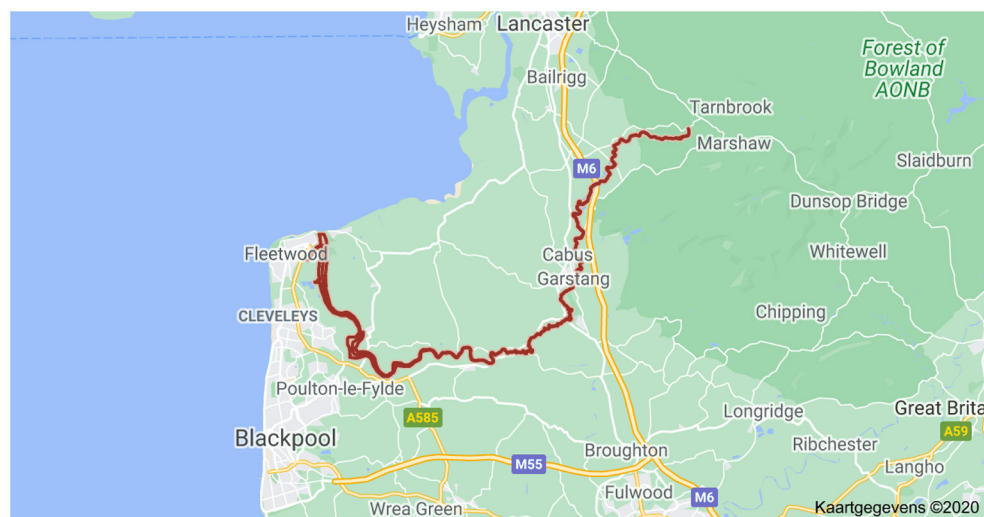 Heysham
Lancaster
Bailrigg
Forest of
Bowland
AONB
Tarnbrook
Marshaw
Slaidburn
M6
Dunsop Bridge
Whitewell
Fleetwood
Cabus
Garstang
CLEVELEYS
Chipping
Poulton-le-Fylde
A585
Longridge
Great Brita
A59
Blackpool
Ribchester
Broughton
M55
Langho
Fulwood
M6
Wrea Green
Kaartgegevens ©2020